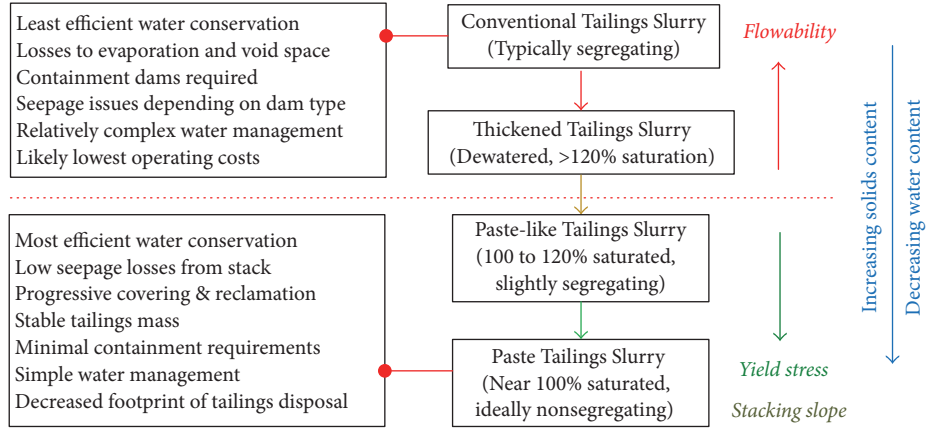 Least efficient water conservation
Losses to evaporation and void space
Containment dams required
Seepage issues depending on dam type
Relatively complex water management
Likely lowest operating costs
Conventional Tailings Slurry
(Typically segregating)
Flowability
Thickened Tailings Slurry
(Dewatered, >120% saturation)
Increasing solids content
Decreasing water content
Most efficient water conservation
Low seepage losses from stack
Progressive covering & reclamation
Stable tailings mass
Minimal containment requirements
Simple water management
Decreased footprint of tailings disposal
Paste-like Tailings Slurry
(100 to 120% saturated,
slightly segregating)
Paste Tailings Slurry
(Near 100% saturated,
ideally nonsegregating)
Yield stress
Stacking slope